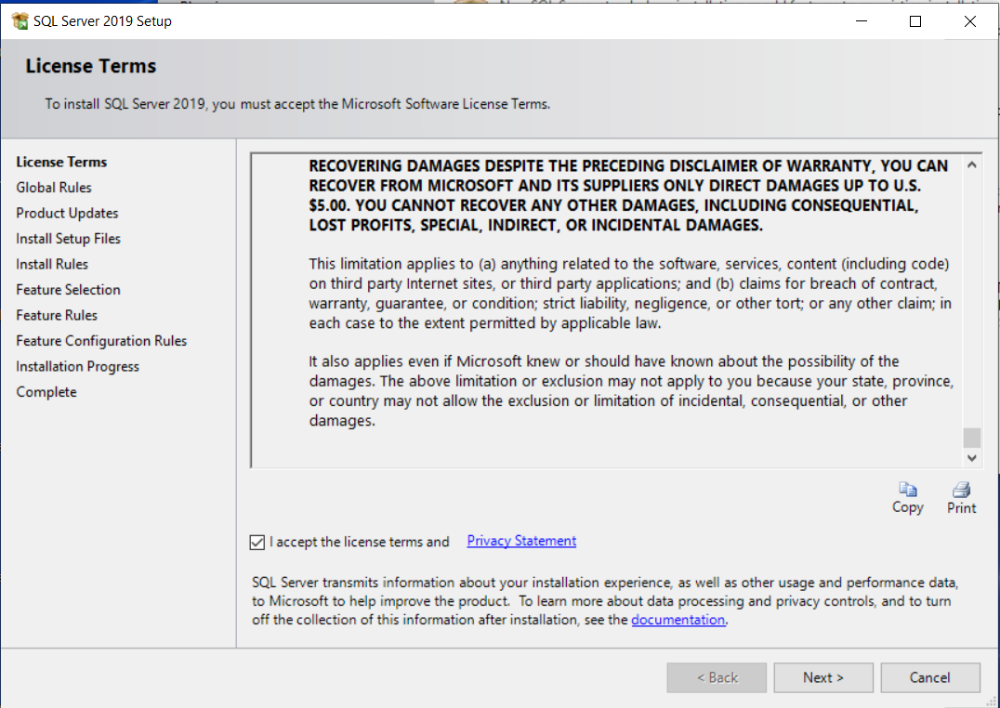 SQL Server 2019 Setup
License Terms
To install SQL Server 2019, you must accept the Microsoft Software License Terms.
License Terms
Global Rules
Product Updates
Install Setup Files
Install Rules
Feature Selection
Feature Rules
Feature Configuration Rules
Installation Progress
Complete
RECOVERING DAMAGES DESPITE THE PRECEDING DISCLAIMER OF WARRANTY, YOU CAN
RECOVER FROM MICROSOFT AND ITS SUPPLIERS ONLY DIRECT DAMAGES UP TO U.S.
$5.00. YOU CANNOT RECOVER ANY OTHER DAMAGES, INCLUDING CONSEQUENTIAL,
LOST PROFITS, SPECIAL, INDIRECT, OR INCIDENTAL DAMAGES.
This limitation applies to (a) anything related to the software, services, content (including code)
on third party Internet sites, or third party applications; and (b) claims for breach of contract,
warranty, guarantee, or condition; strict liability, negligence, or other tort; or any other claim; in
each case to the extent permitted by applicable law.
It also applies even if Microsoft knew or should have known about the possibility of the
damages. The above limitation or exclusion may not apply to you because your state, province,
or country may not allow the exclusion or limitation of incidental, consequential, or other
damages.
Copy
Print
I accept the license terms and Privacy Statement
SQL Server transmits information about your installation experience, as well as other usage and performance data,
to Microsoft to help improve the product. To learn more about data processing and privacy controls, and to turn
off the collection of this information after installation, see the documentation.
< Back
Next >
Cancel